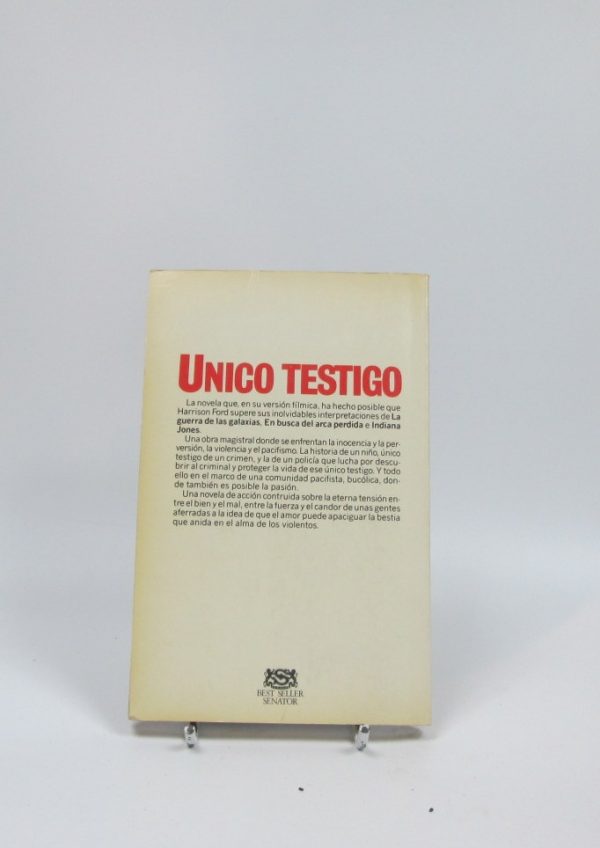 UNICO TESTIGO
La novela que, en su versión fílmica, ha hecho posible que
Harrison Ford supere sus inolvidables interpretaciones de La
guerra de las galaxias, En busca del arca perdida e Indiana
Jones.
Una obra magistral donde se enfrentan la inocencia y la per-
versión, la violencia y el pacifismo. La historia de un niño, único
testigo de un crimen, y la de un policía que lucha por descu-
brir al criminal y proteger la vida de ese único testigo. Y todo
ello en el marco de una comunidad pacifista, bucólica, don-
de también es posible la pasión.
Una novela de acción contruida sobre la eterna tensión en-
tre el bien y el mal, entre la fuerza y el candor de unas gentes
aferradas a la idea de que el amor puede apaciguar la bestia
que anida en el alma de los violentos.
BEST SELLER
SENATOR